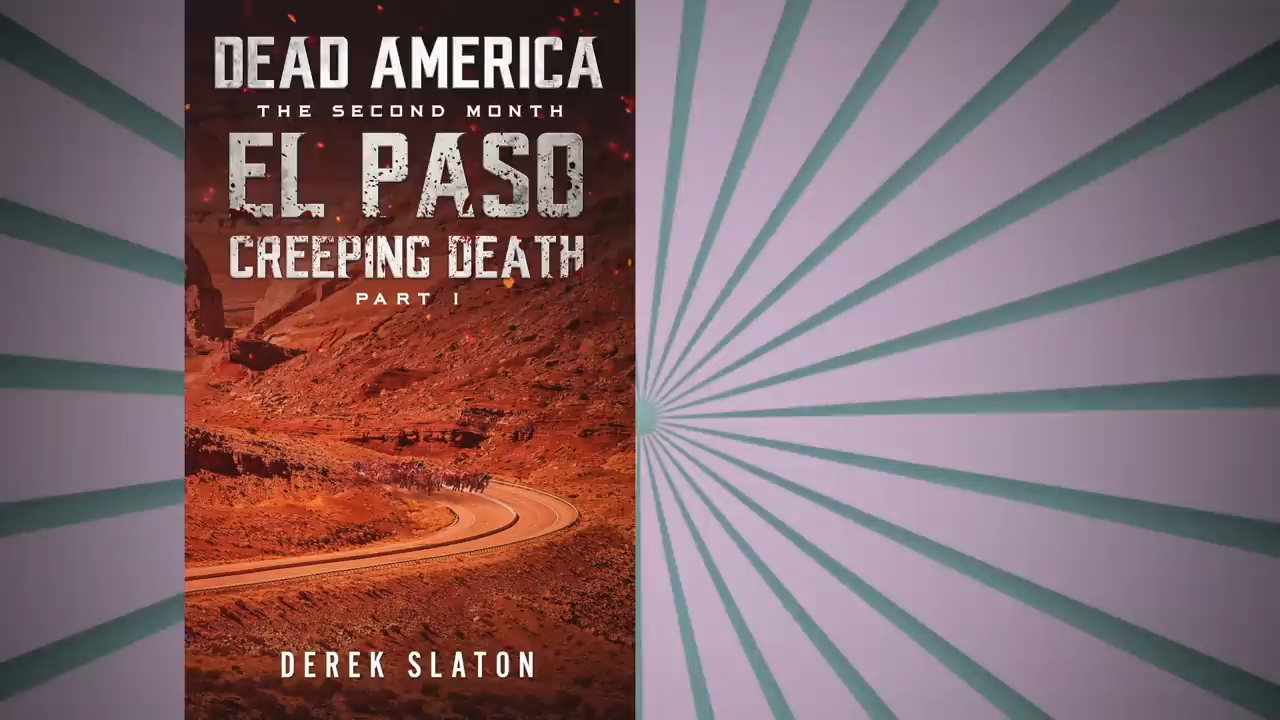 DEAD AMERICA
THE SECOND MONTH
EL PASO
CREEPING DEATH
PART I
DEREK SLATON